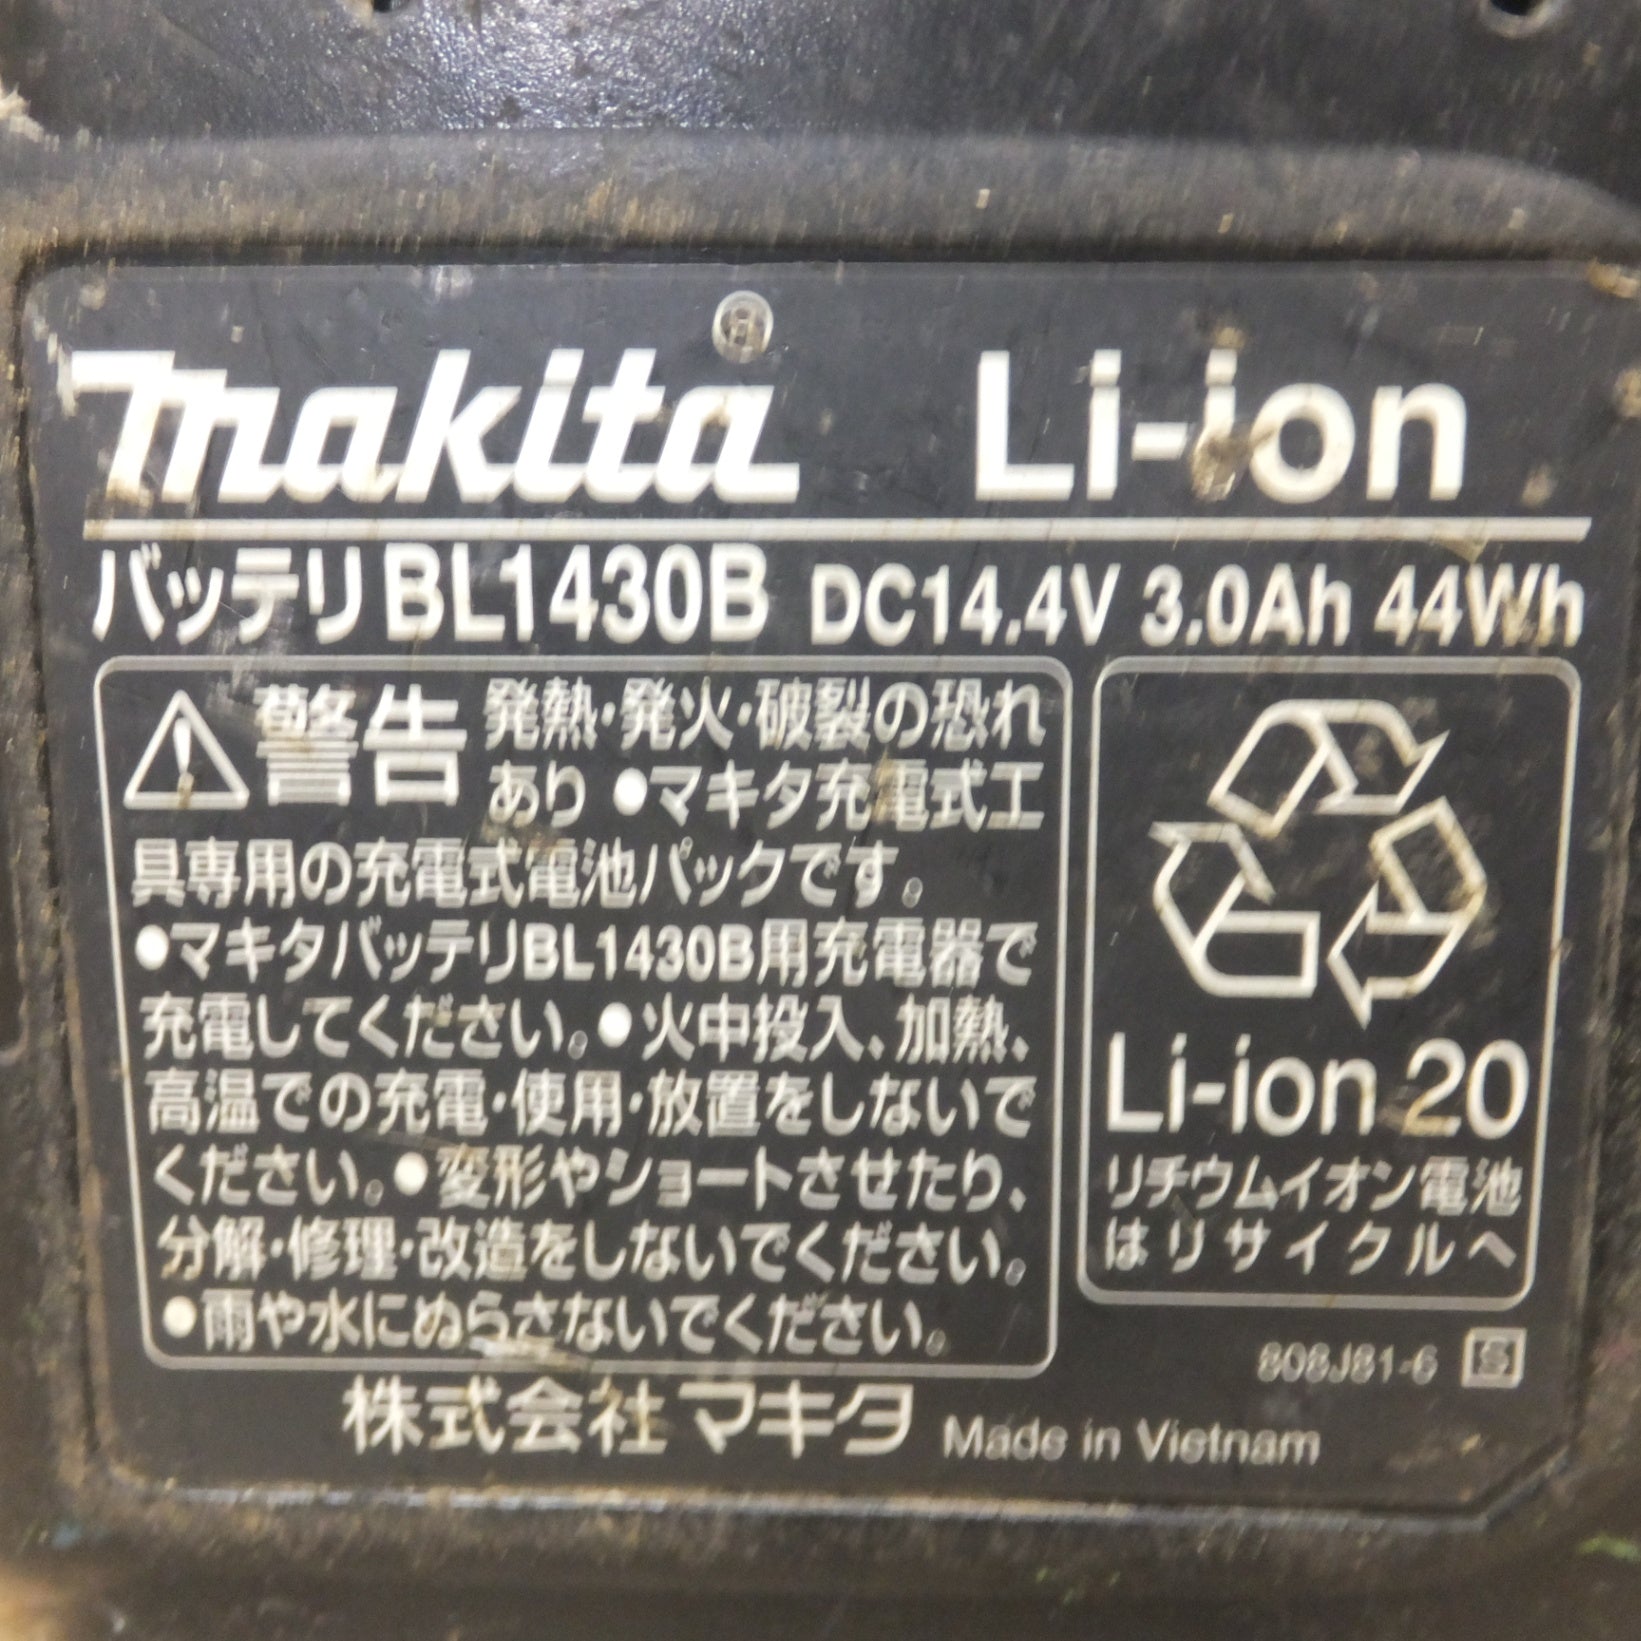 makita Li-ion
バッテリBL1430B DC14.4V 3.0Ah 44Wh
警告 発熱・発火・破裂の恐れ
あり ●マキタ充電式工
具専用の充電式電池パックです。
●マキタバッテリBL1430B用充電器で
充電してください。●火中投入、加熱、
高温での充電・使用・放置をしないで
ください。●変形やショートさせたり、
分解・修理・改造をしないでください。
●雨や水にぬらさないでください。
Li-ion 20
リチウムイオン電池
はリサイクルへ
808J81-6 S
株式会社マキタ Made in Vietnam